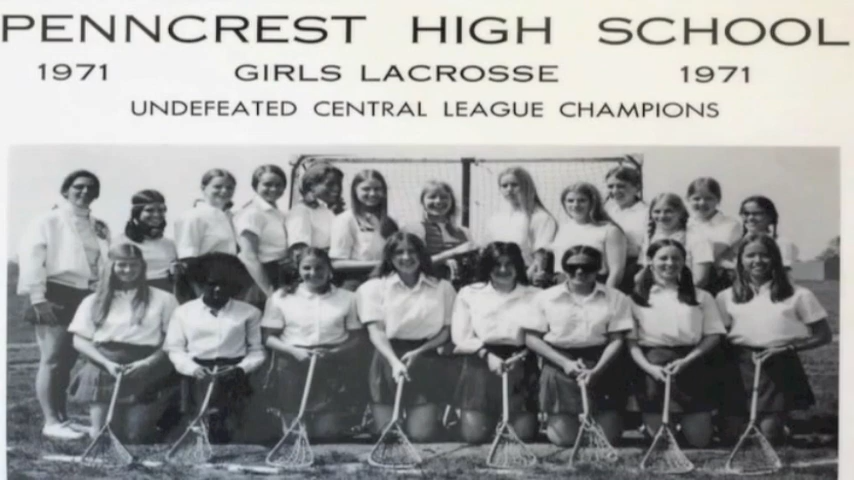 PENNCREST HIGH SCHOOL
1971 GIRLS LACROSSE 1971
UNDEFEATED CENTRAL LEAGUE CHAMPIONS